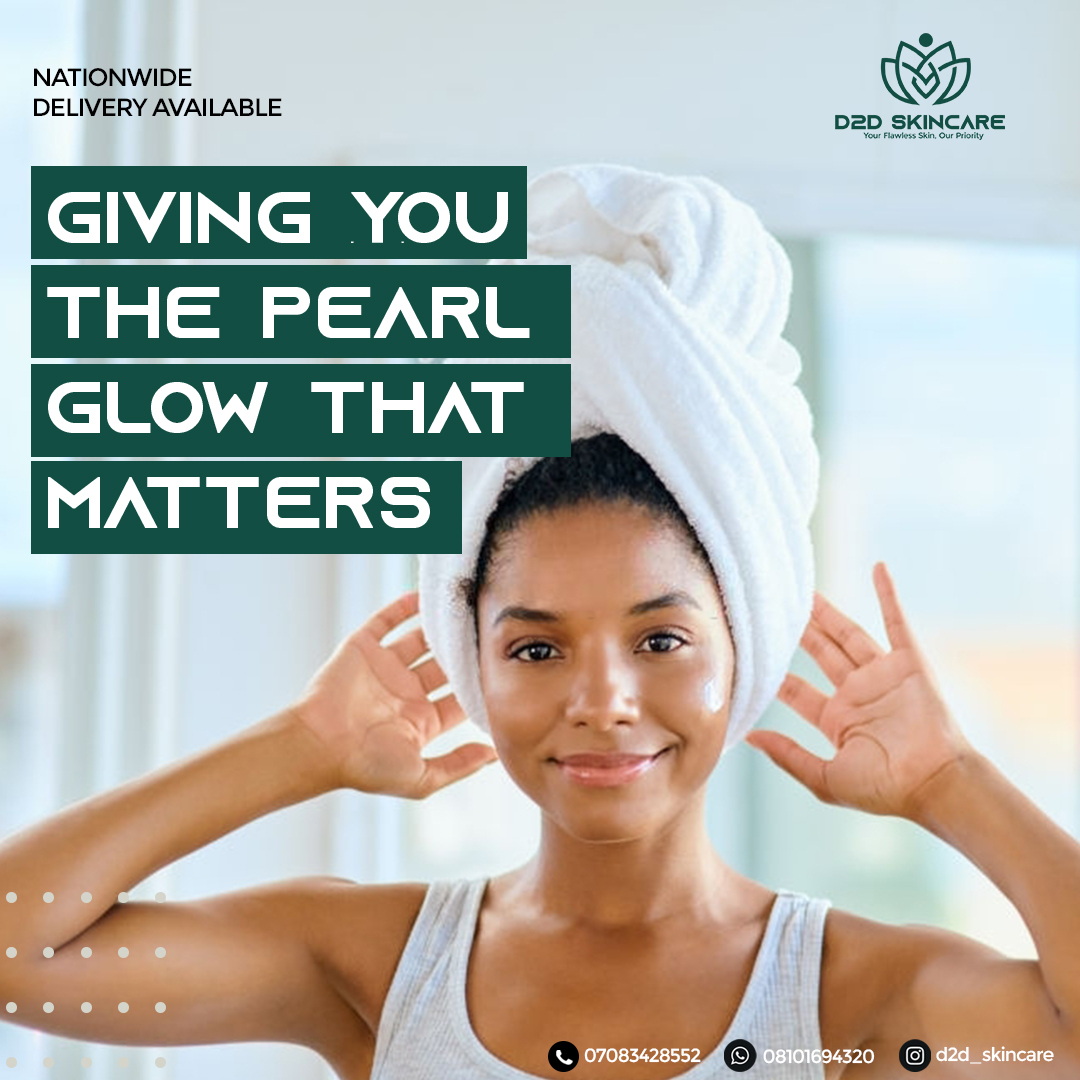 NATIONWIDE
DELIVERY AVAILABLE
D2D SKINCARE
Your Flawless Skin, Our Priority
GIVING YOU
THE PEARL
GLOW THAT
MATTERS
07083428552
08101694320
d2d_skincare